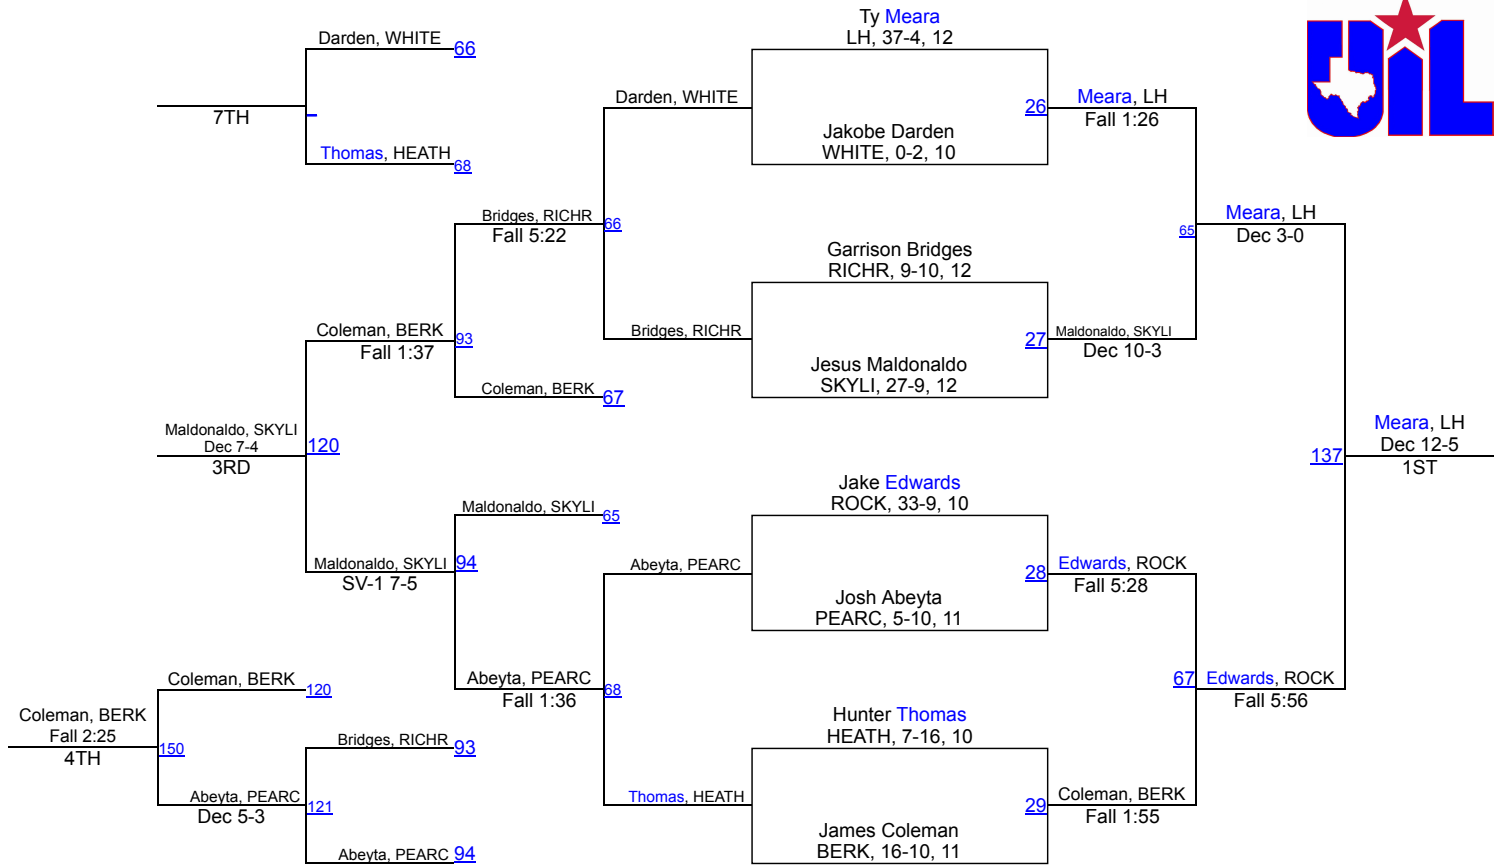 Ty Meara
LH, 37-4, 12
UIL
Darden, WHITE 66
Darden, WHITE
26
Meara, LH
Fall 1:26
7TH
Jakobe Darden
WHITE, 0-2, 10
Thomas, HEATH 68
Bridges, RICHR
Fall 5:22
66
65
Meara, LH
Dec 3-0
Garrison Bridges
RICHR, 9-10, 12
Coleman, BERK
Fall 1:37
93
Bridges, RICHR
27
Maldonaldo, SKYLI
Dec 10-3
Jesus Maldonaldo
SKYLI, 27-9, 12
Coleman, BERK 67
Maldonaldo, SKYLI
Dec 7-4
3RD
120
137
Meara, LH
Dec 12-5
1ST
Jake Edwards
ROCK, 33-9, 10
Maldonaldo, SKYLI 65
Maldonaldo, SKYLI
SV-1 7-5
94
Abeyta, PEARC
28
Edwards, ROCK
Fall 5:28
Josh Abeyta
PEARC, 5-10, 11
Coleman, BERK 120
Abeyta, PEARC
Fall 1:36
68
67
Edwards, ROCK
Fall 5:56
Coleman, BERK
Fall 2:25
4TH
150
Hunter Thomas
HEATH, 7-16, 10
Bridges, RICHR 93
Abeyta, PEARC
Dec 5-3
121
Thomas, HEATH
29
Coleman, BERK
Fall 1:55
James Coleman
BERK, 16-10, 11
Abeyta, PEARC 94